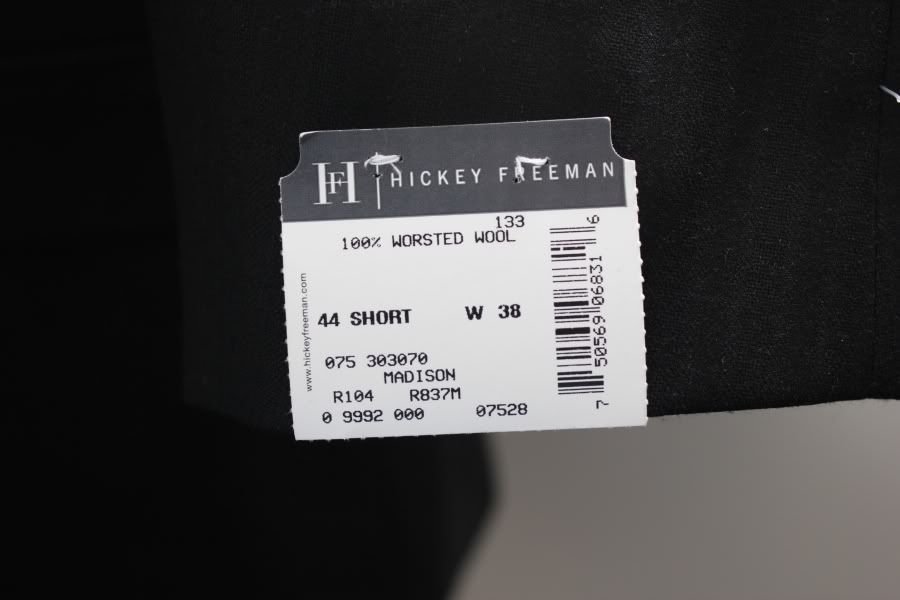 HF HICKEY FREEMAN
133
100% WORSTED WOOL
44 SHORT W 38
075 303070
MADISON
R104 R837M
0 9992 000 07528
www.hickeyfreeman.com
7 50569 06831 6